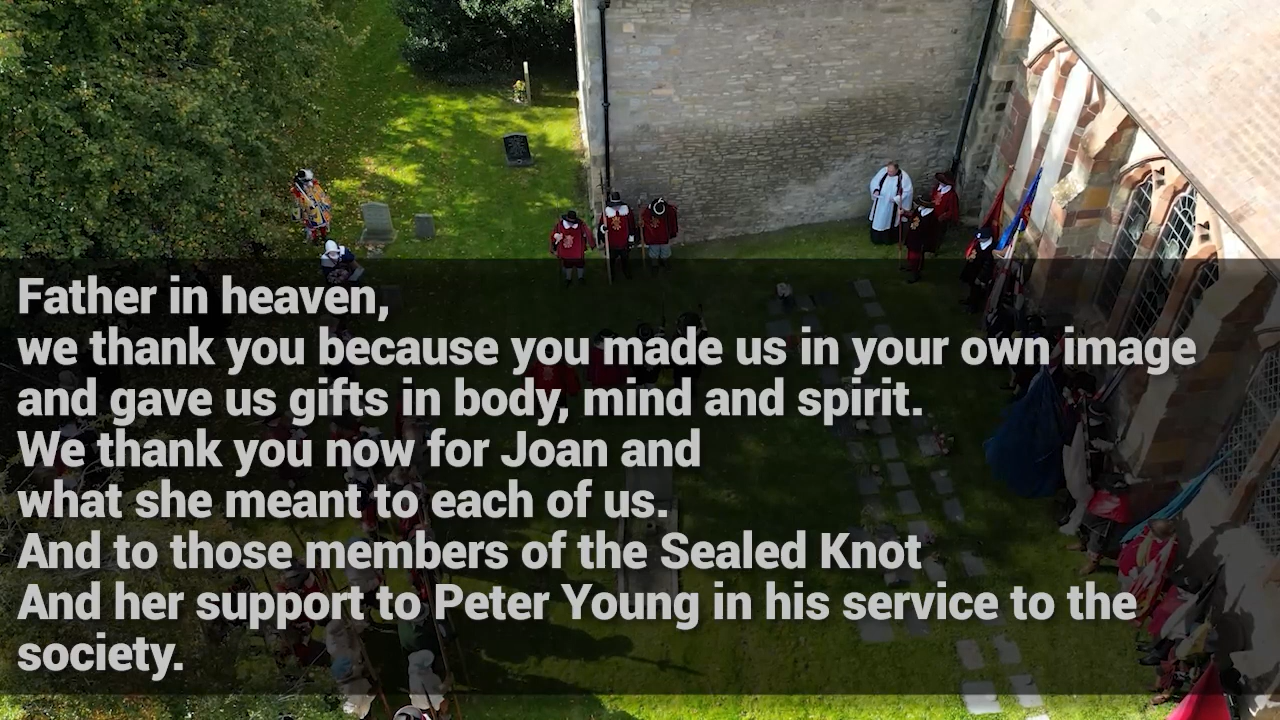 Father in heaven,
we thank you because you made us in your own image
and gave us gifts in body, mind and spirit.
We thank you now for Joan and
what she meant to each of us.
And to those members of the Sealed Knot
And her support to Peter Young in his service to the
society.